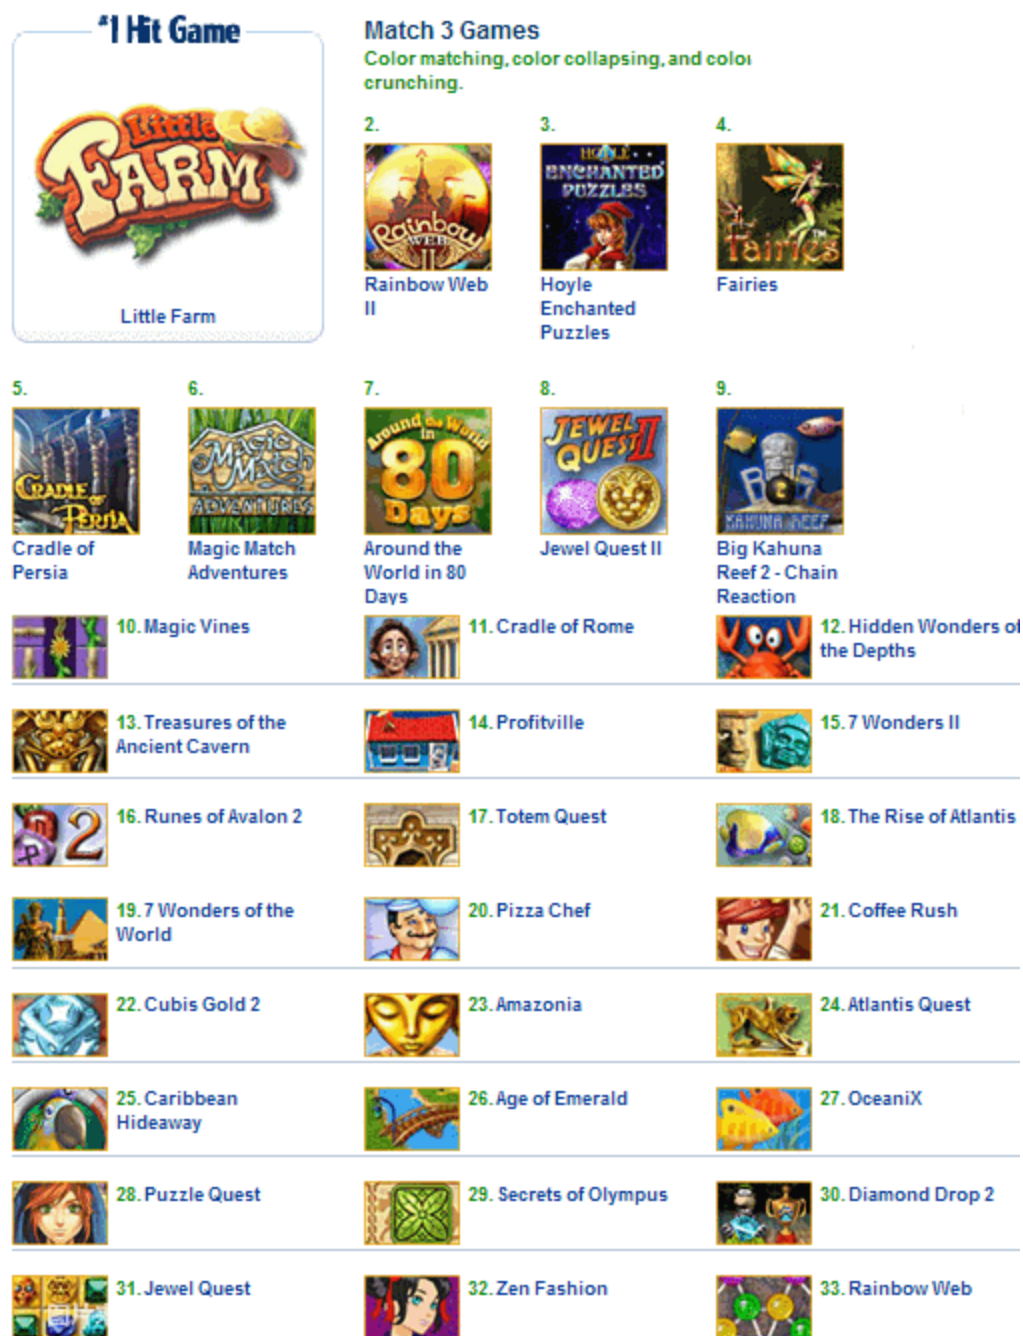 #1 Hit Game
Little
FARM
Little Farm
Match 3 Games
Color matching, color collapsing, and color
crunching.
2.
Rainbow
WEB
II
Rainbow Web
II
3.
HOYLE
ENCHANTED
PUZZLES
Hoyle
Enchanted
Puzzles
4.
Fairies™
Fairies
5.
CRADLE
OF
PERSIA
Cradle of
Persia
6.
Magic
Match
ADVENTURES
Magic Match
Adventures
7.
Around the World
in
80
Days
Around the
World in 80
Days
8.
JEWEL
QUEST II
Jewel Quest II
9.
B K
2
KAHUNA REEF
Big Kahuna
Reef 2 - Chain
Reaction
10. Magic Vines
11. Cradle of Rome
12. Hidden Wonders of
the Depths
13. Treasures of the
Ancient Cavern
14. Profitville
15. 7 Wonders II
2
16. Runes of Avalon 2
17. Totem Quest
18. The Rise of Atlantis
19. 7 Wonders of the
World
20. Pizza Chef
21. Coffee Rush
22. Cubis Gold 2
23. Amazonia
24. Atlantis Quest
25. Caribbean
Hideaway
26. Age of Emerald
27. OceaniX
28. Puzzle Quest
29. Secrets of Olympus
30. Diamond Drop 2
31. Jewel Quest
32. Zen Fashion
33. Rainbow Web